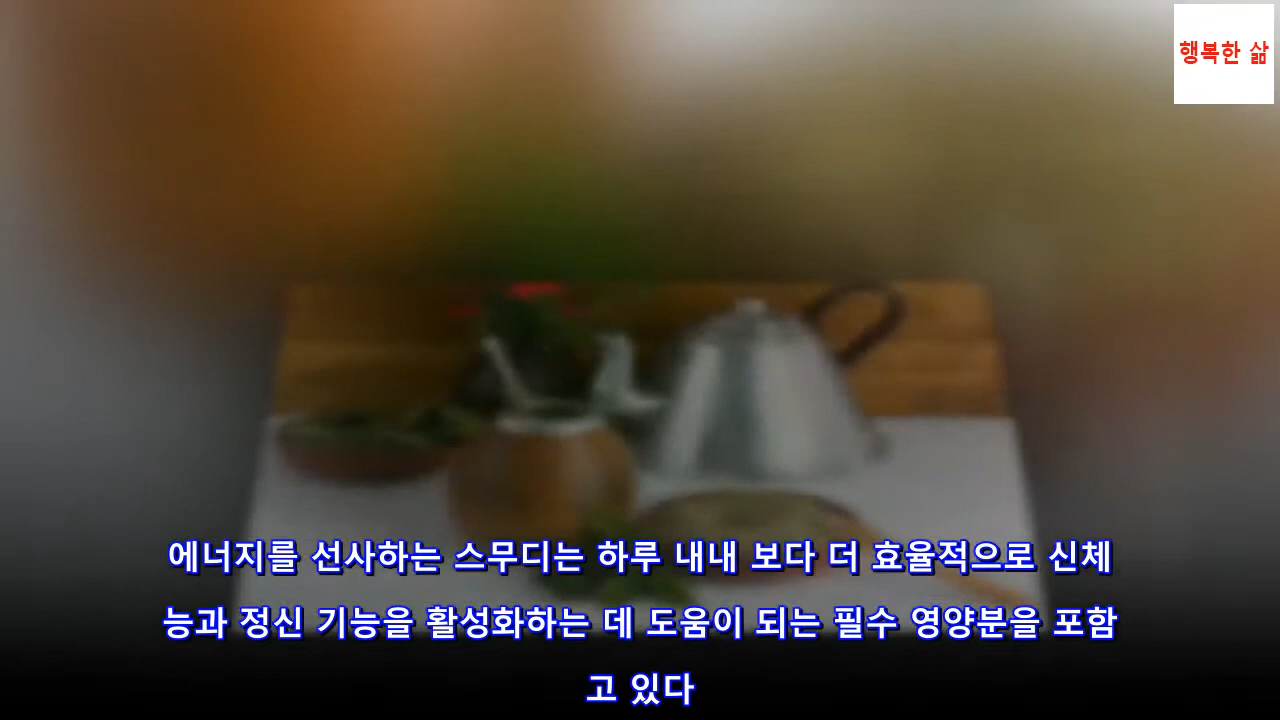 행복한 삶
에너지를 선사하는 스무디는 하루 내내 보다 더 효율적으로 신체
능과 정신 기능을 활성화하는 데 도움이 되는 필수 영양분을 포함
고 있다